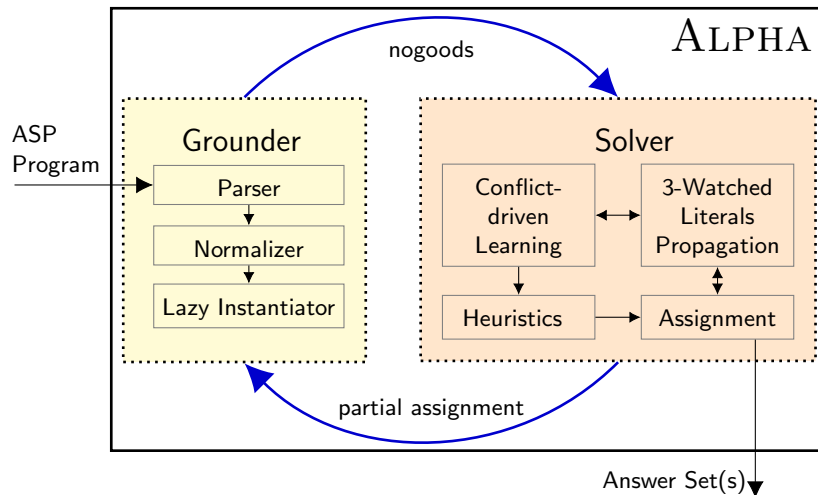 ALPHA
nogoods
ASP
Program
Grounder
Parser
Normalizer
Lazy Instantiator
Solver
Conflict-
driven
Learning
3-Watched
Literals
Propagation
Heuristics
Assignment
partial assignment
Answer Set(s)